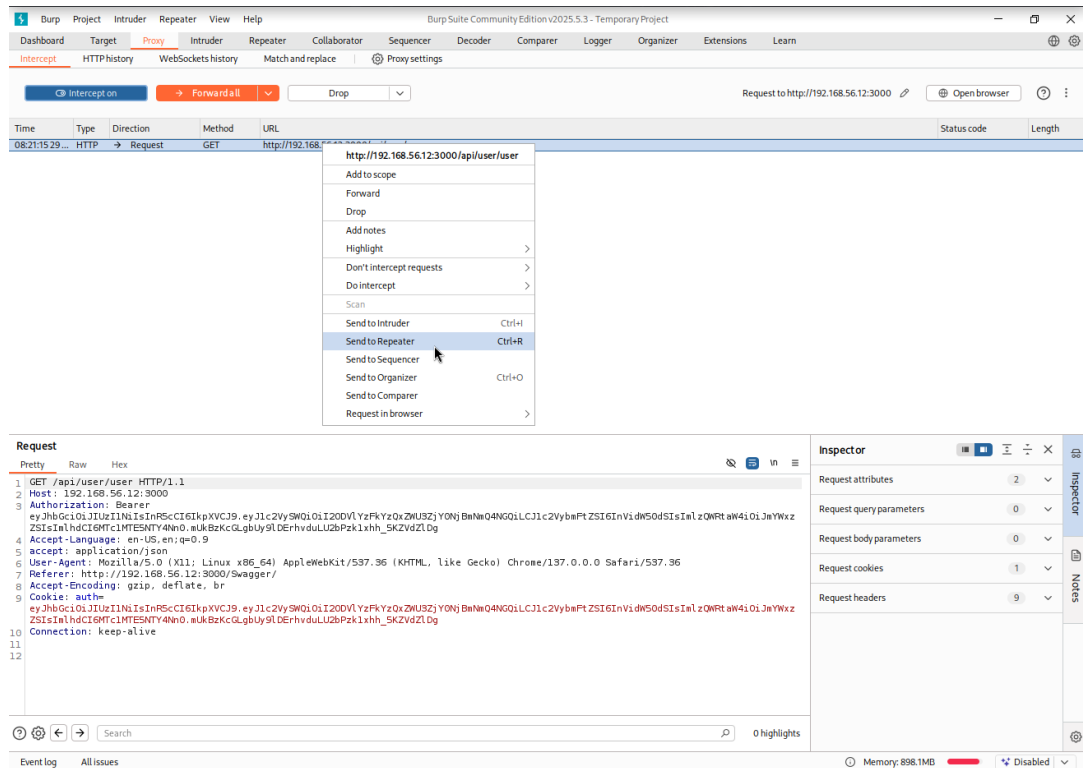 Burp Project Intruder Repeater View Help Burp Suite Community Edition v2025.5.3 - Temporary Project
Dashboard Target Proxy Intruder Repeater Collaborator Sequencer Decoder Comparer Logger Organizer Extensions Learn
Intercept HTTP history WebSockets history Match and replace Proxy settings
Intercept on Forward all Drop Request to http://192.168.56.12:3000 Open browser
Time Type Direction Method URL Status code Length
08:21:15 29... HTTP → Request GET http://192.168.
http://192.168.56.12:3000/api/user/user
Add to scope
Forward
Drop
Add notes
Highlight
Don't intercept requests
Do intercept
Scan
Send to Intruder Ctrl+I
Send to Repeater Ctrl+R
Send to Sequencer
Send to Organizer Ctrl+O
Send to Comparer
Request in browser
Request
Pretty Raw Hex \n
1 GET /api/user/user HTTP/1.1
2 Host: 192.168.56.12:3000
3 Authorization: Bearer
4 Accept-Language: en-US,en;q=0.9
5 accept: application/json
6 User-Agent: Mozilla/5.0 (X11; Linux x86_64) AppleWebKit/537.36 (KHTML, like Gecko) Chrome/137.0.0.0 Safari/537.36
7 Referer: http://192.168.56.12:3000/Swagger/
8 Accept-Encoding: gzip, deflate, br
9 Cookie: auth=
10 Connection: keep-alive
11
12
Search 0 highlights
Inspector
Request attributes 2
Request query parameters 0
Request body parameters 0
Request cookies 1
Request headers 9
Inspector
Notes
Event log All issues Memory: 898.1MB Disabled